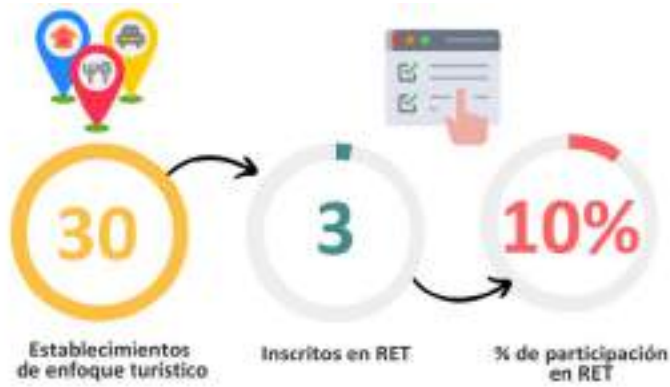 30
Establecimientos
de enfoque turístico
3
Inscritos en RET
10%
% de participación
en RET